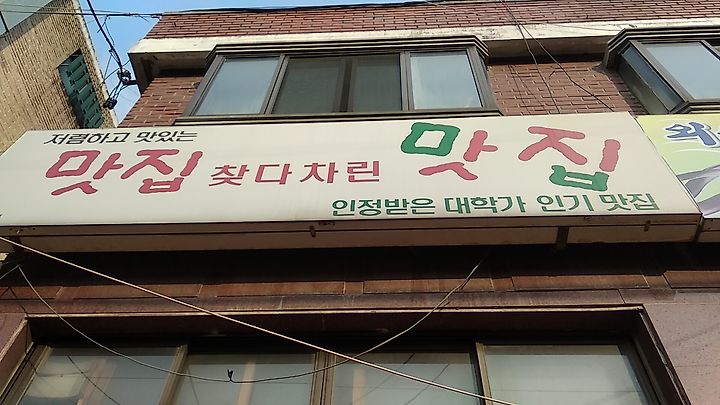 저렴하고 맛있는
맛집 찾다차린 맛집
인정받은 대학가 인기 맛집